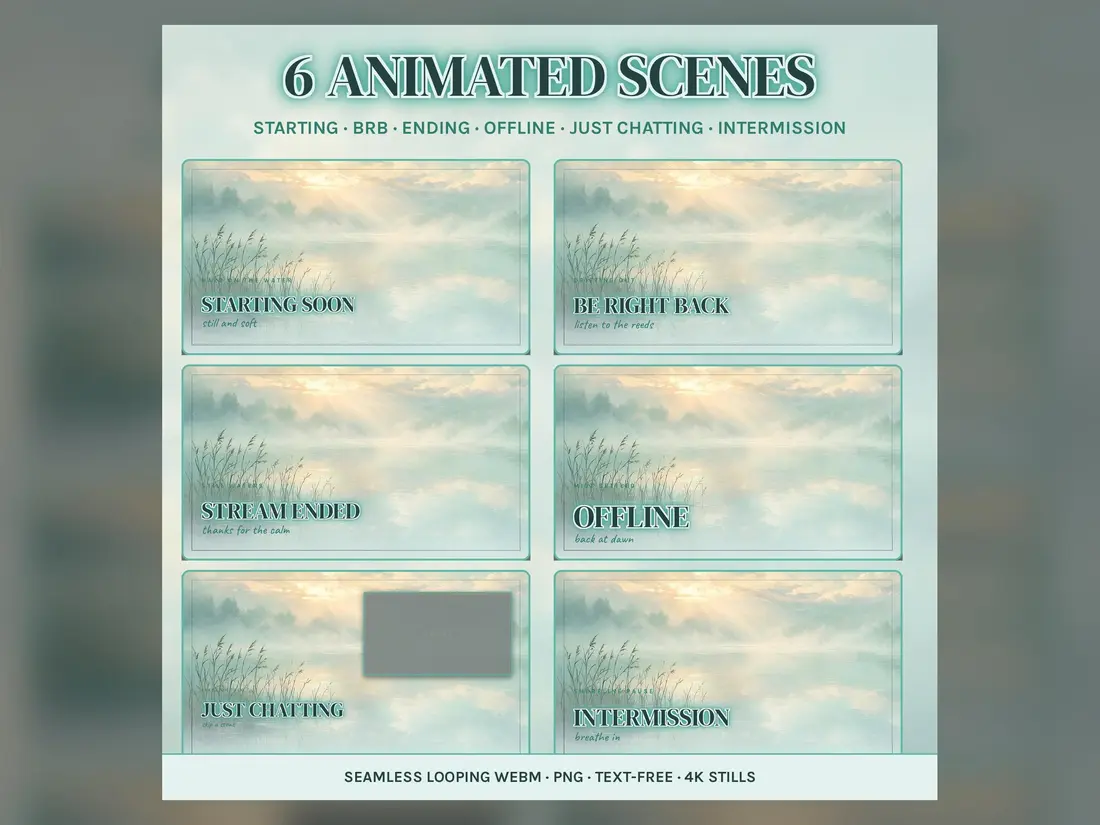 6 ANIMATED SCENES
STARTING · BRB · ENDING · OFFLINE · JUST CHATTING · INTERMISSION
STARTING SOON
still and soft
BE RIGHT BACK
listen to the reeds
STREAM ENDED
thanks for the calm
OFFLINE
back at dawn
JUST CHATTING
INTERMISSION
breathe in
SEAMLESS LOOPING WEBM · PNG · TEXT-FREE · 4K STILLS